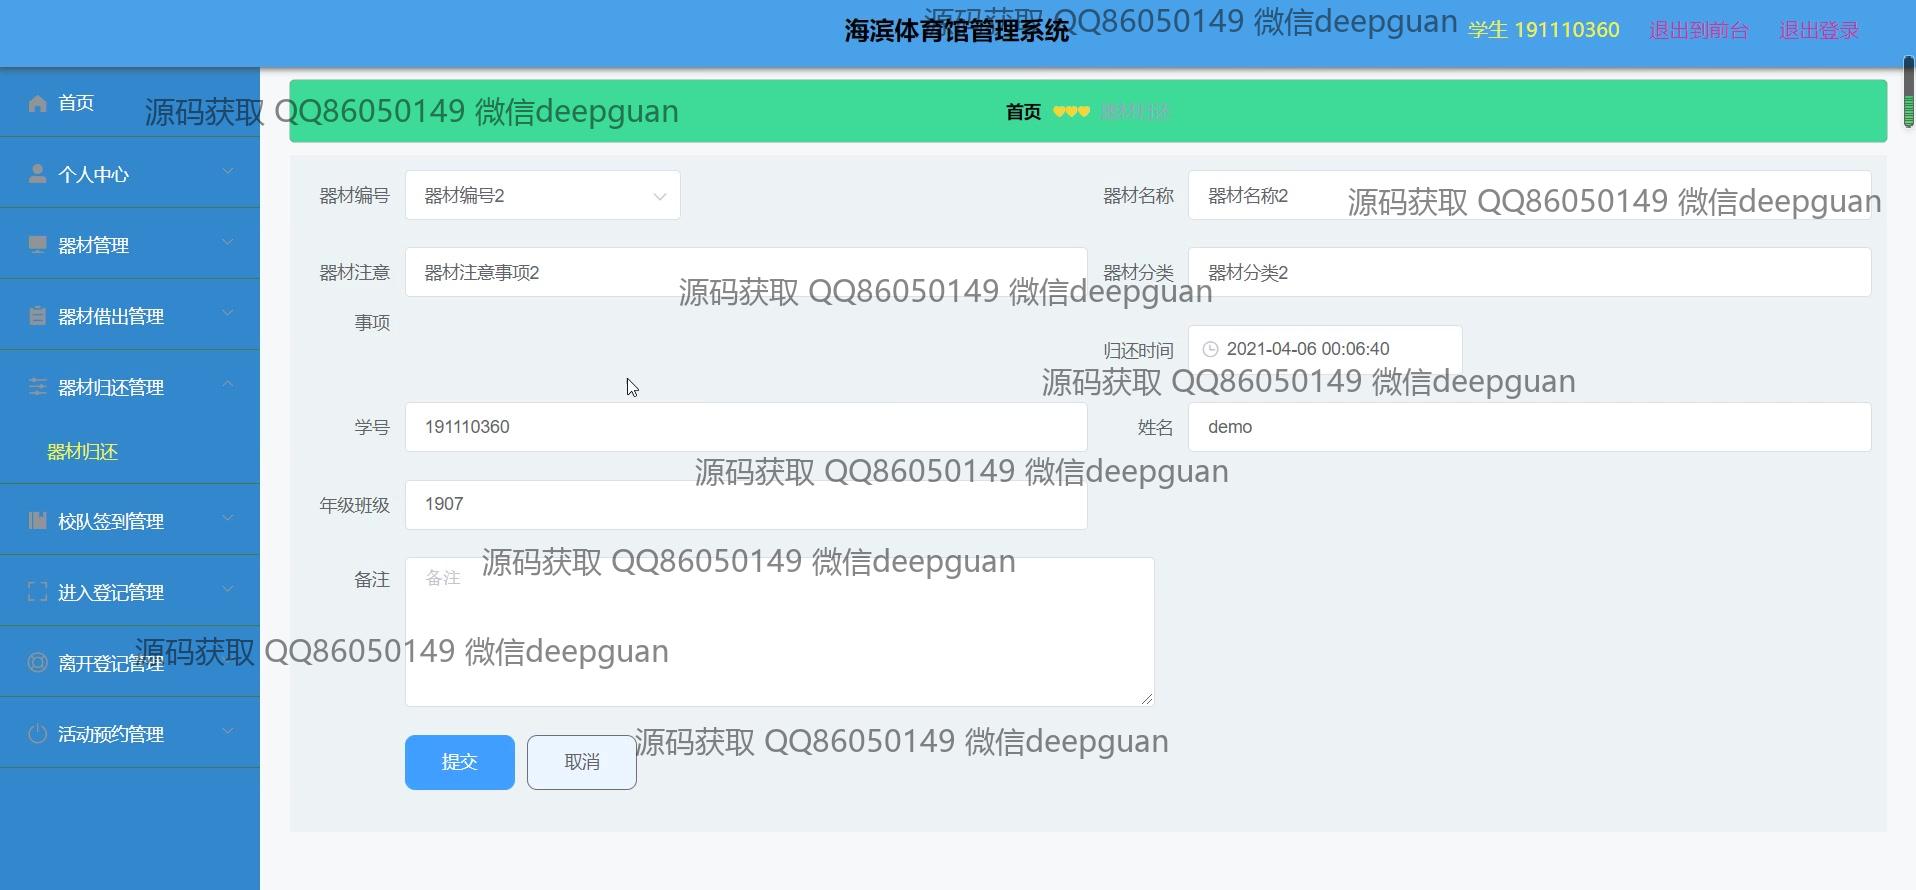 海滨体育馆管理系统
源码获取 QQ86050149 微信deepguan
学生 191110360
退出到前台
退出登录
首页
源码获取 QQ86050149 微信deepguan
首页
器材归还
个人中心
器材编号
器材编号2
器材名称
器材名称2
源码获取 QQ86050149 微信deepguan
器材管理
器材注意
事项
器材注意事项2
器材分类
器材分类2
源码获取 QQ86050149 微信deepguan
器材借出管理
归还时间
2021-04-06 00:06:40
源码获取 QQ86050149 微信deepguan
器材归还管理
器材归还
学号
191110360
姓名
demo
源码获取 QQ86050149 微信deepguan
校队签到管理
年级班级
1907
进入登记管理
备注
备注
源码获取 QQ86050149 微信deepguan
离开登记管理
源码获取 QQ86050149 微信deepguan
活动预约管理
提交
取消
源码获取 QQ86050149 微信deepguan